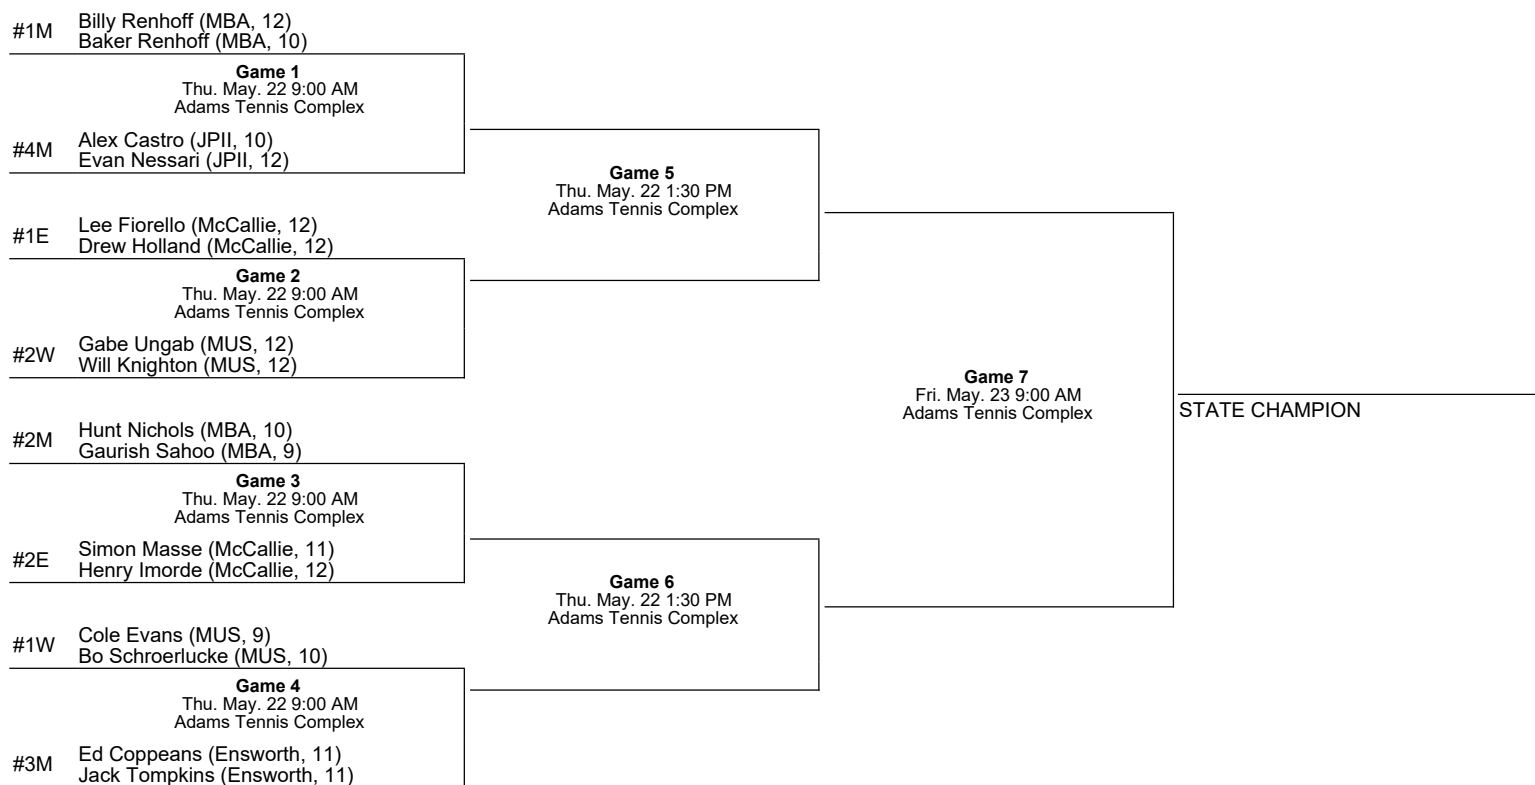 #1M
Billy Renhoff (MBA, 12)
Baker Renhoff (MBA, 10)
Game 1
Thu. May. 22 9:00 AM
Adams Tennis Complex
#4M
Alex Castro (JPII, 10)
Evan Nessari (JPII, 12)
Game 5
Thu. May. 22 1:30 PM
Adams Tennis Complex
#1E
Lee Fiorello (McCallie, 12)
Drew Holland (McCallie, 12)
Game 2
Thu. May. 22 9:00 AM
Adams Tennis Complex
#2W
Gabe Ungab (MUS, 12)
Will Knighton (MUS, 12)
Game 7
Fri. May. 23 9:00 AM
Adams Tennis Complex
STATE CHAMPION
#2M
Hunt Nichols (MBA, 10)
Gaurish Sahoo (MBA, 9)
Game 3
Thu. May. 22 9:00 AM
Adams Tennis Complex
#2E
Simon Masse (McCallie, 11)
Henry Imorde (McCallie, 12)
Game 6
Thu. May. 22 1:30 PM
Adams Tennis Complex
#1W
Cole Evans (MUS, 9)
Bo Schroerlucke (MUS, 10)
Game 4
Thu. May. 22 9:00 AM
Adams Tennis Complex
#3M
Ed Coppeans (Ensworth, 11)
Jack Tompkins (Ensworth, 11)